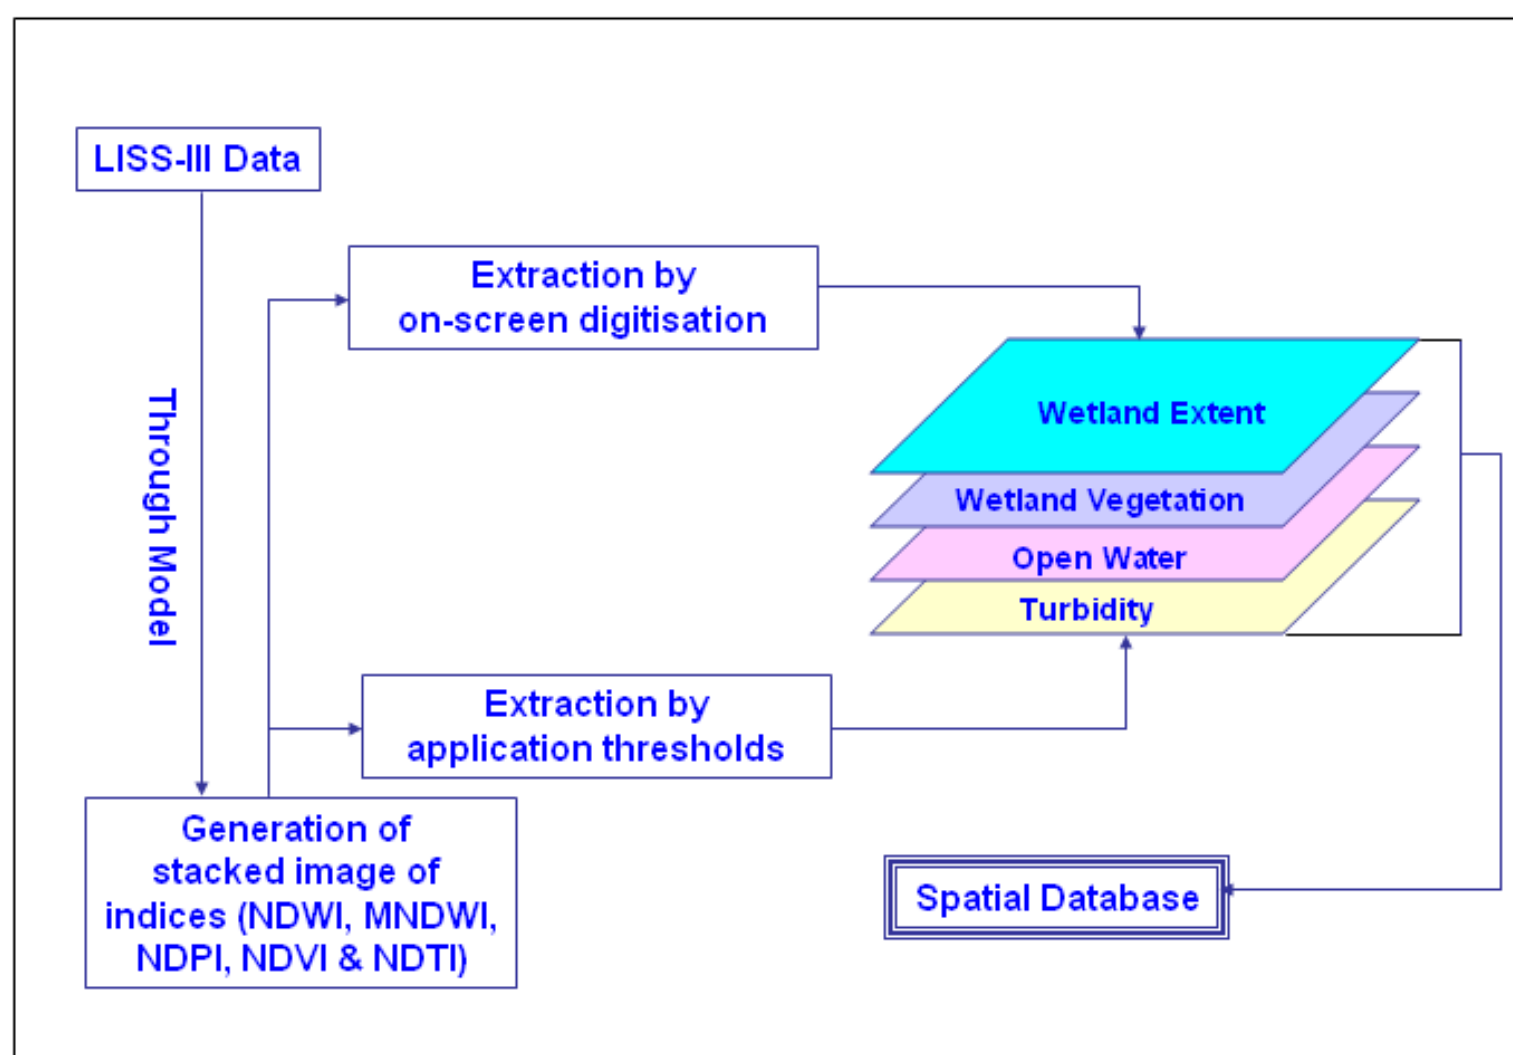 LISS-III Data
Through Model
Extraction by
on-screen digitisation
Wetland Extent
Wetland Vegetation
Open Water
Turbidity
Extraction by
application thresholds
Generation of
stacked image of
indices (NDWI, MNDWI,
NDPI, NDVI & NDTI)
Spatial Database